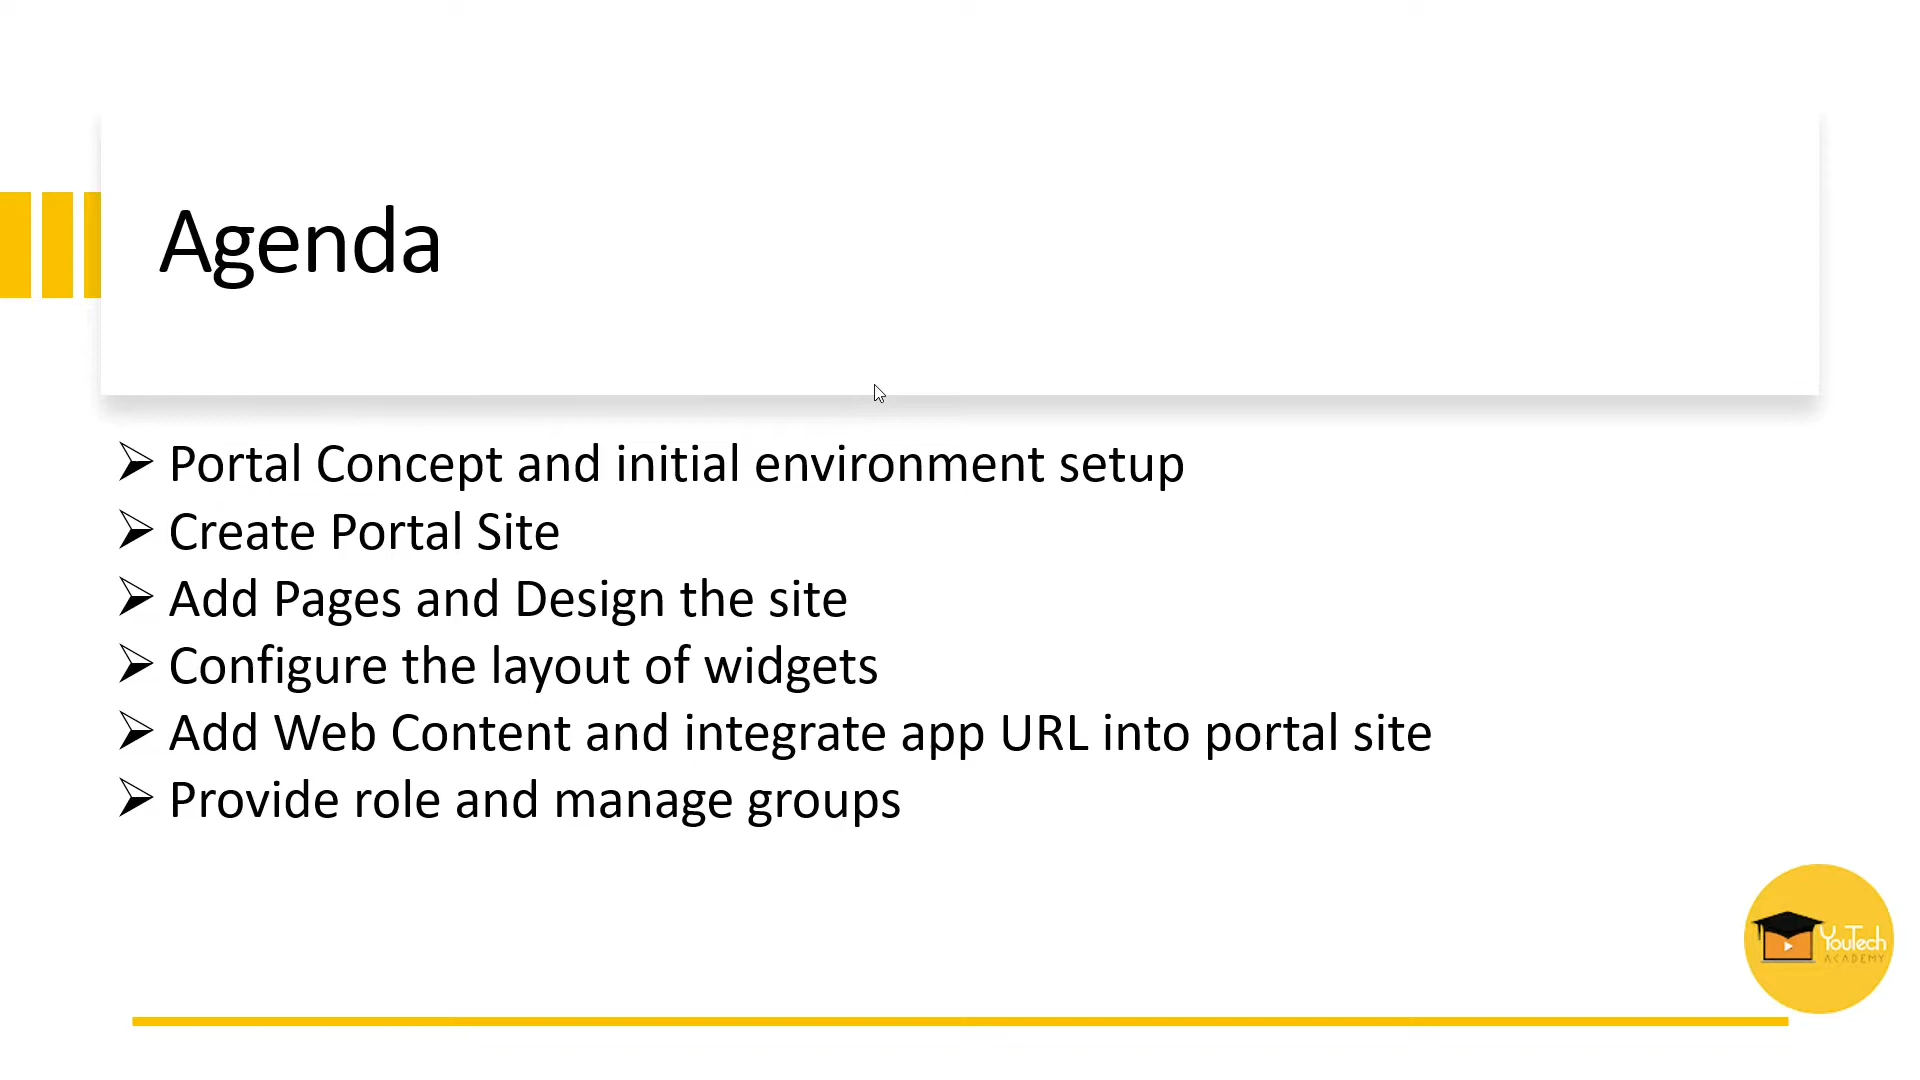 Agenda
➢ Portal Concept and initial environment setup
➢ Create Portal Site
➢ Add Pages and Design the site
➢ Configure the layout of widgets
➢ Add Web Content and integrate app URL into portal site
➢ Provide role and manage groups
YouTech
ACADEMY